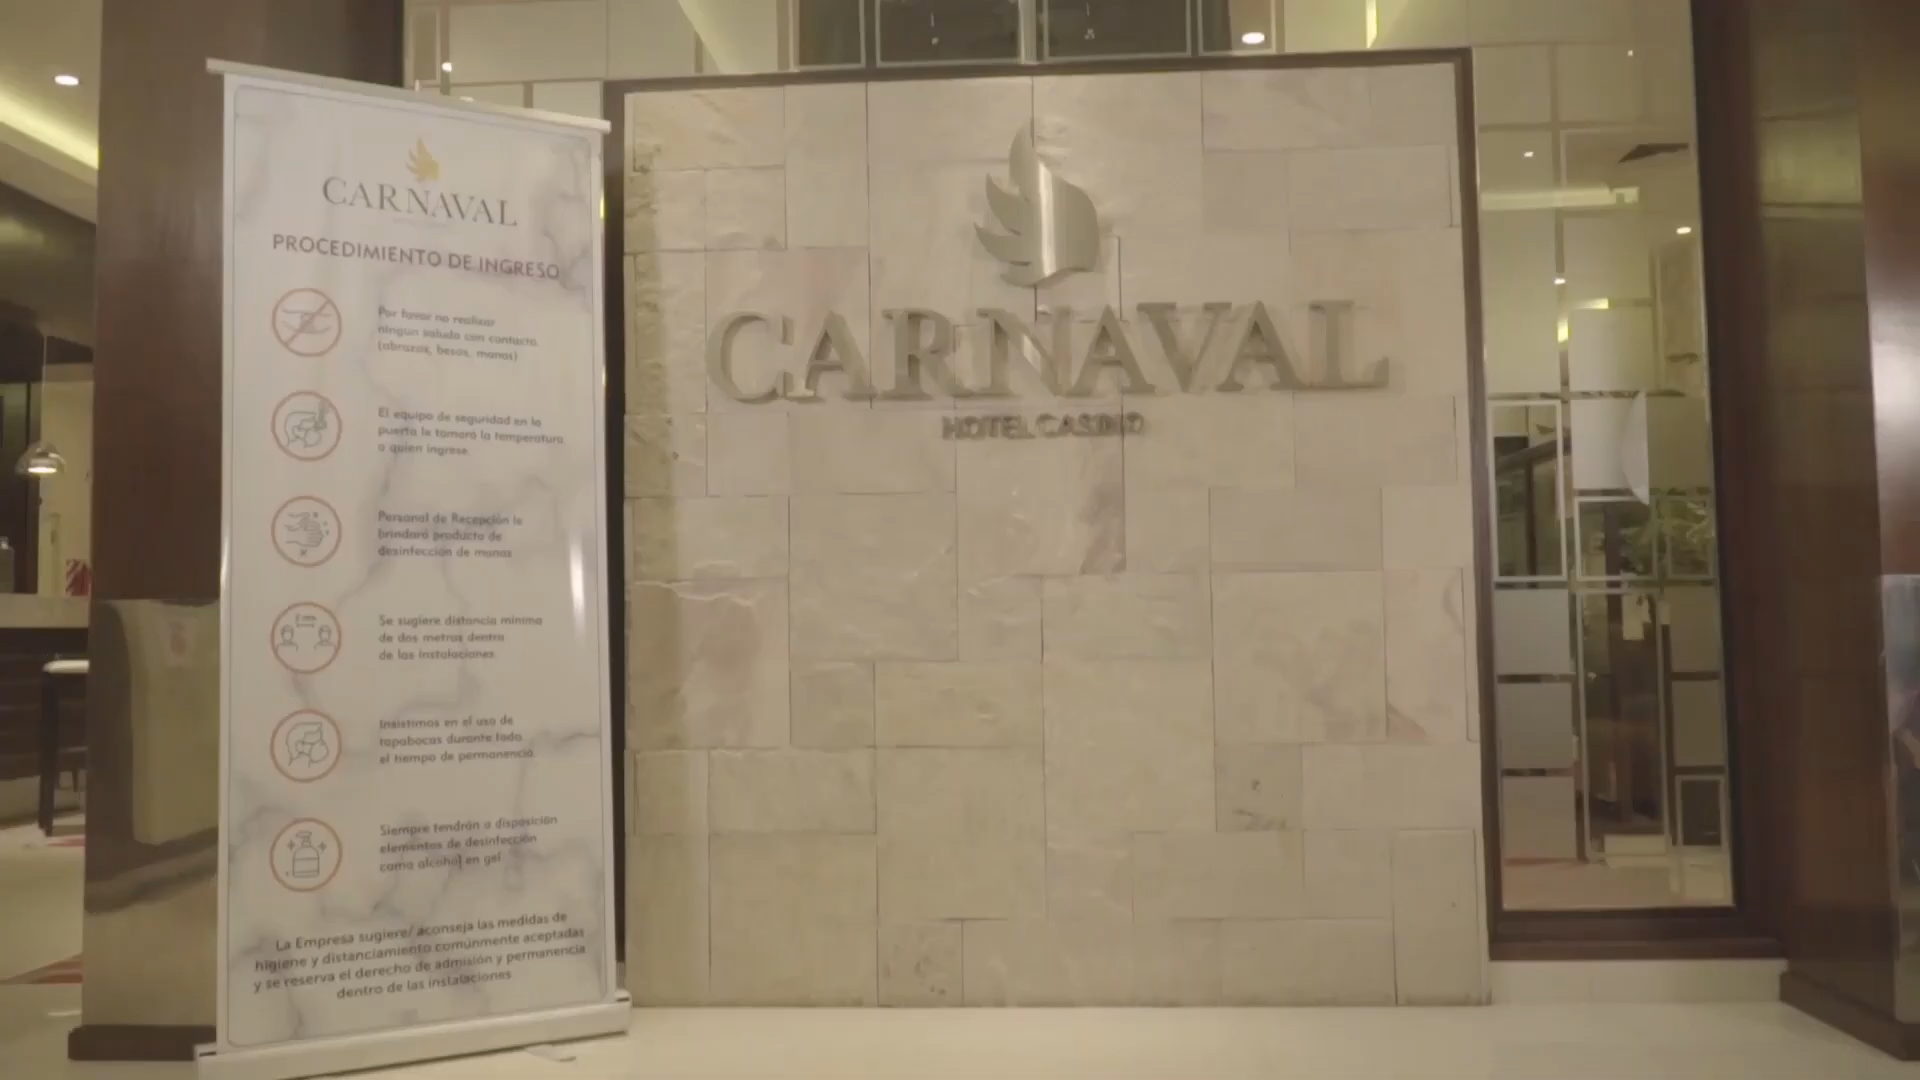 CARNAVAL
PROCEDIMIENTO DE INGRESO
Por favor no realizar
ningún saludo con contacto.
(abrazos, besos, manos)
El equipo de seguridad en la
puerta le tomará la temperatura
a quien ingrese.
Personal de Recepción le
brindará producto de
desinfección de manos
Se sugiere distancia mínima
de dos metros dentro
de las instalaciones
Insistimos en el uso de
tapabocas durante todo
el tiempo de permanencia.
Siempre tendrán a disposición
elementos de desinfección
como alcohol en gel
La Empresa sugiere/ aconseja las medidas de
higiene y distanciamiento comúnmente aceptadas
y se reserva el derecho de admisión y permanencia
dentro de las instalaciones
CARNAVAL
HOTEL CASINO